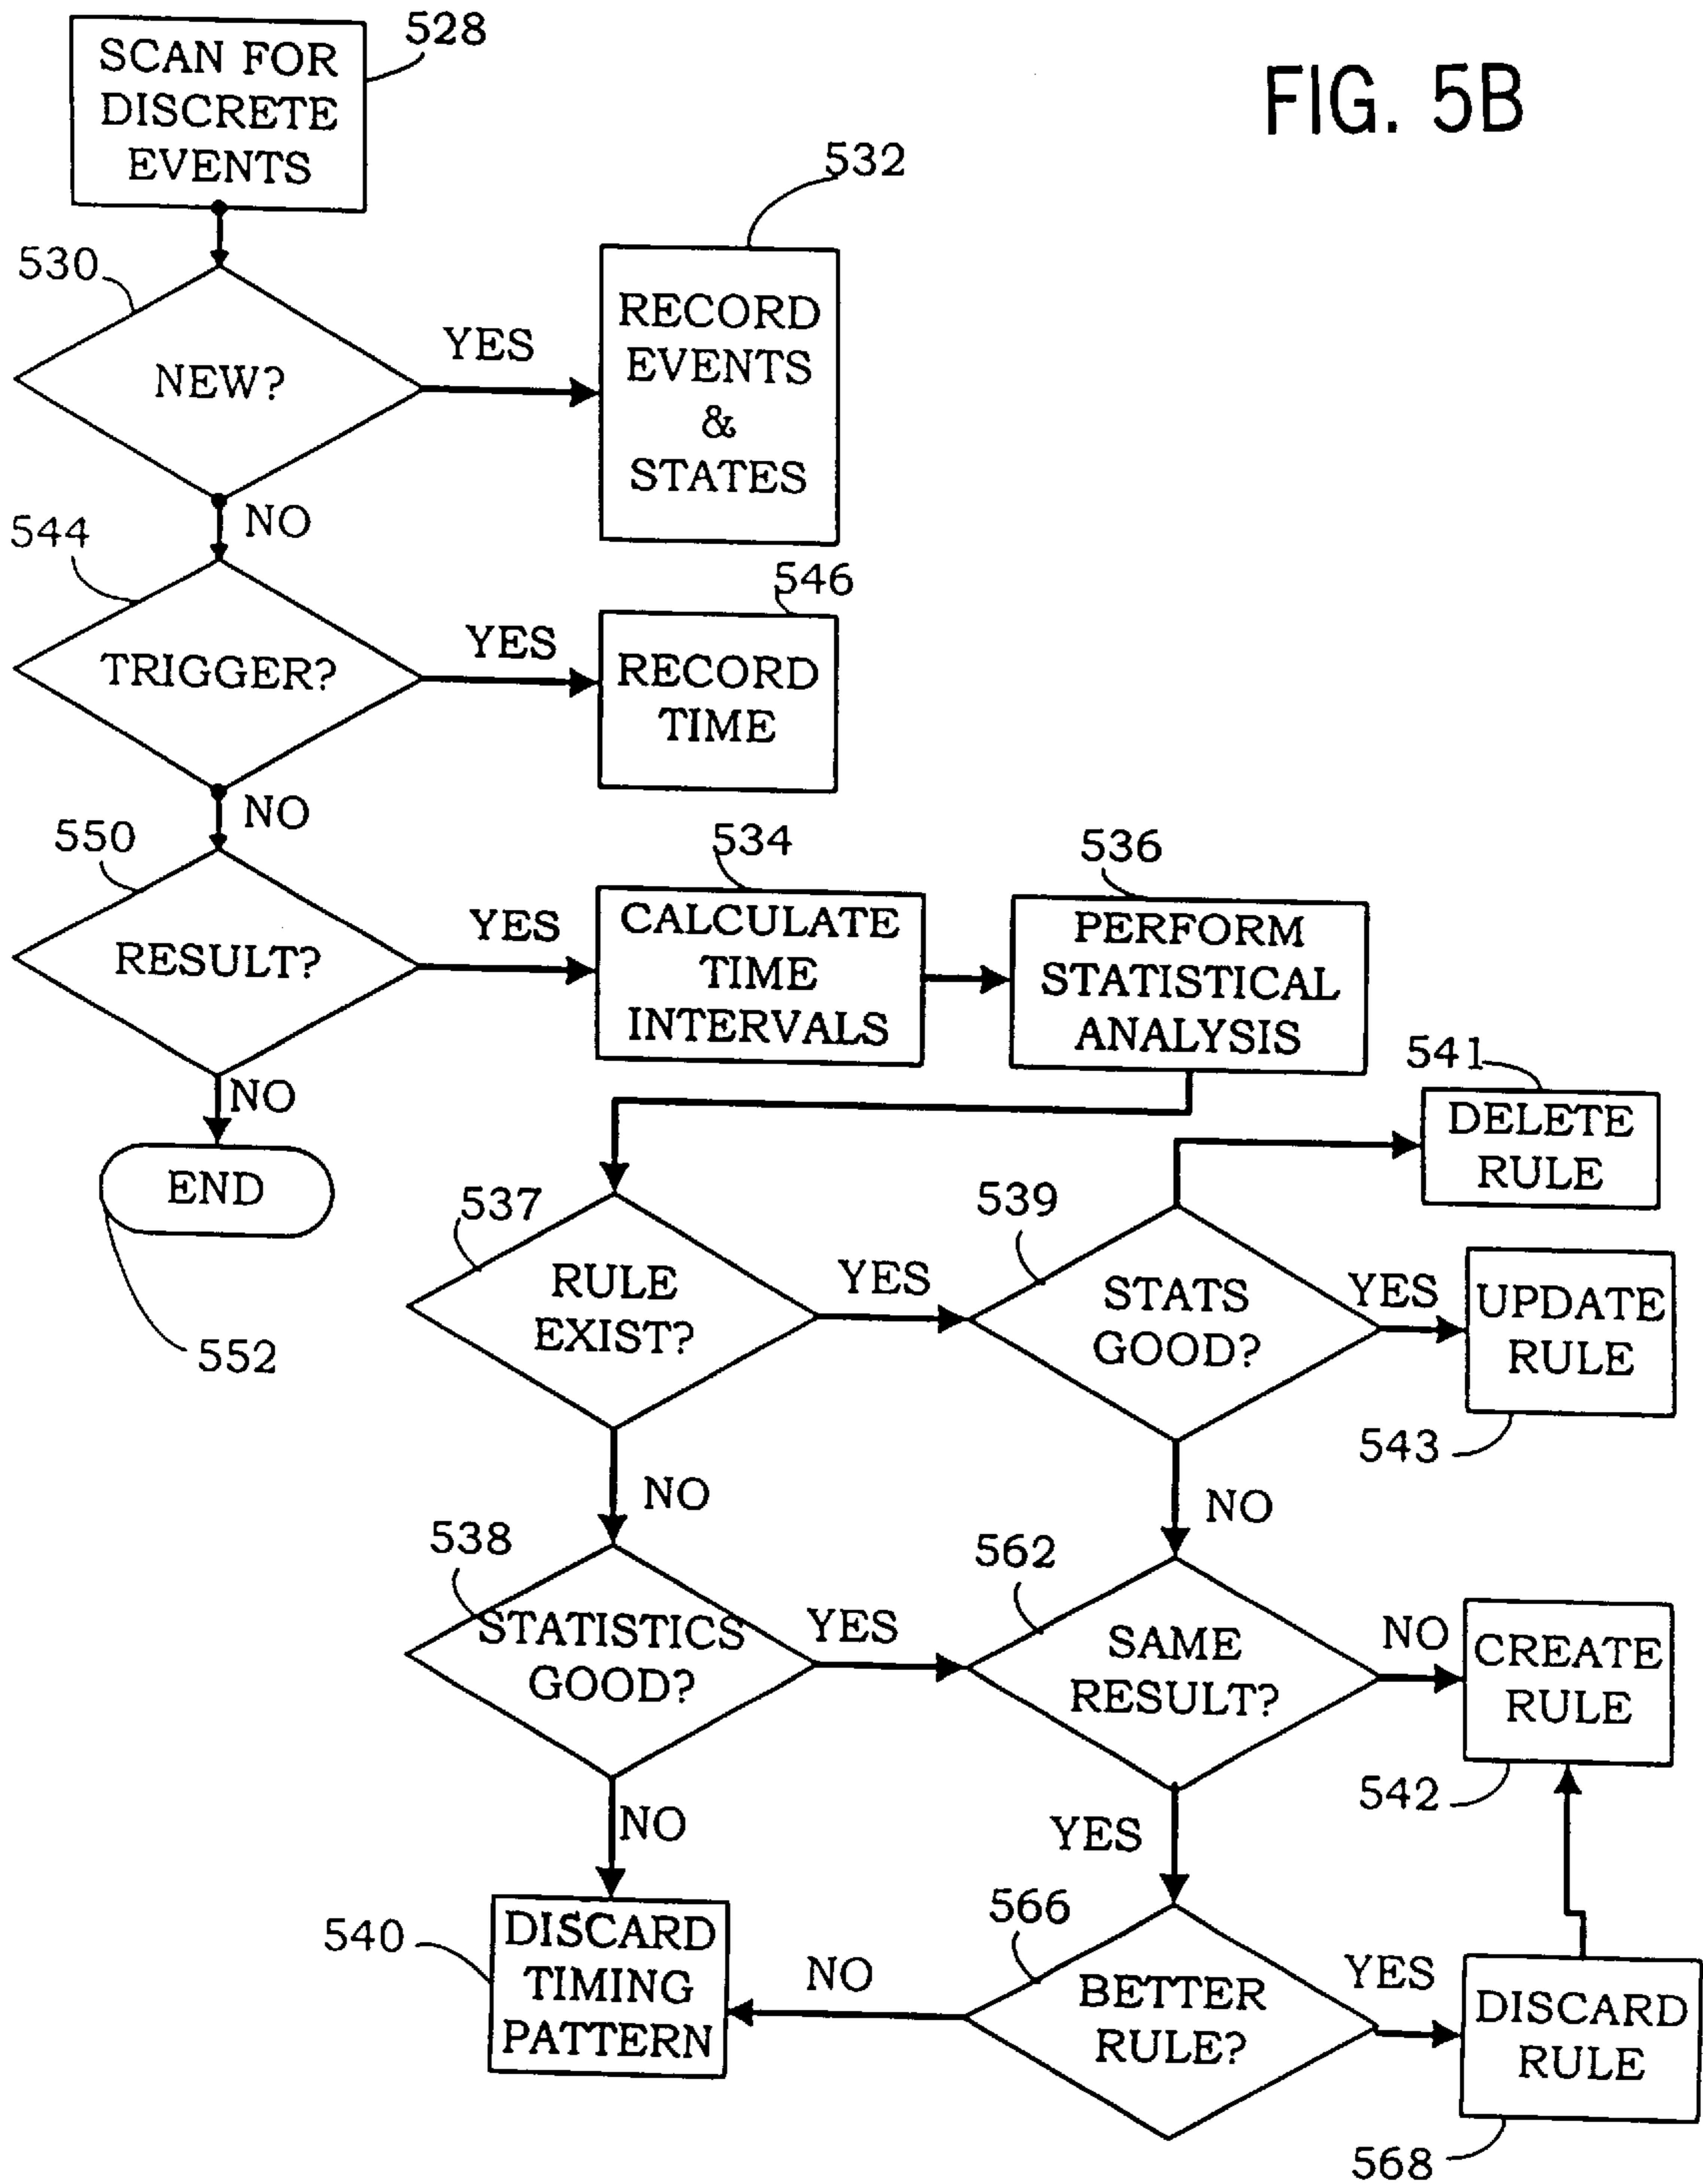 FIG. 5B
SCAN FOR
DISCRETE
EVENTS
528
530
NEW?
YES
532
RECORD
EVENTS
&
STATES
NO
544
TRIGGER?
YES
546
RECORD
TIME
NO
550
RESULT?
YES
534
CALCULATE
TIME
INTERVALS
536
PERFORM
STATISTICAL
ANALYSIS
NO
END
552
541
DELETE
RULE
537
RULE
EXIST?
YES
539
STATS
GOOD?
YES
UPDATE
RULE
543
NO
NO
538
STATISTICS
GOOD?
YES
562
SAME
RESULT?
NO
CREATE
RULE
542
NO
YES
540
DISCARD
TIMING
PATTERN
NO
566
BETTER
RULE?
YES
DISCARD
RULE
568